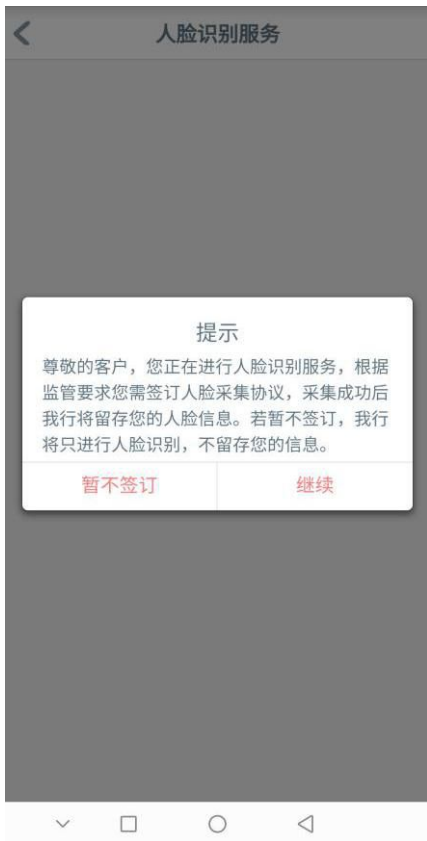 人脸识别服务
提示
尊敬的客户，您正在进行人脸识别服务，根据
监管要求您需签订人脸采集协议，采集成功后
我行将留存您的人脸信息。若暂不签订，我行
将只进行人脸识别，不留存您的信息。
暂不签订
继续